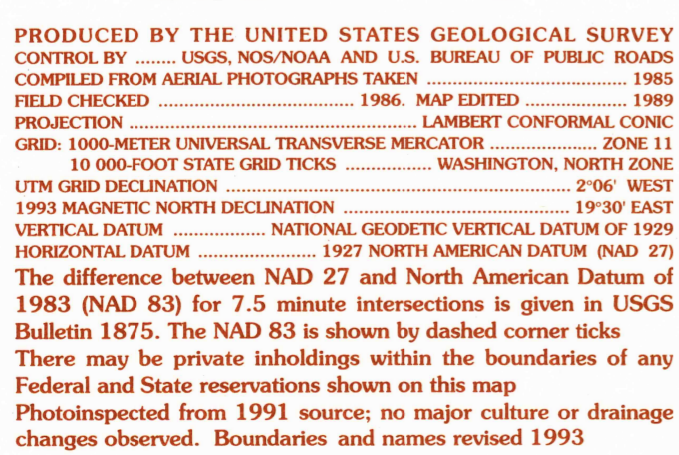 PRODUCED BY THE UNITED STATES GEOLOGICAL SURVEY
CONTROL BY ........ USGS, NOS/NOAA AND U.S. BUREAU OF PUBLIC ROADS
COMPILED FROM AERIAL PHOTOGRAPHS TAKEN ........................................ 1985
FIELD CHECKED ....................................... 1986. MAP EDITED .................... 1989
PROJECTION ......................................................... LAMBERT CONFORMAL CONIC
GRID: 1000-METER UNIVERSAL TRANSVERSE MERCATOR ..................... ZONE 11
10 000-FOOT STATE GRID TICKS ................. WASHINGTON, NORTH ZONE
UTM GRID DECLINATION .................................................................... 2°06' WEST
1993 MAGNETIC NORTH DECLINATION ............................................. 19°30' EAST
VERTICAL DATUM .................. NATIONAL GEODETIC VERTICAL DATUM OF 1929
HORIZONTAL DATUM ....................... 1927 NORTH AMERICAN DATUM (NAD 27)
The difference between NAD 27 and North American Datum of
1983 (NAD 83) for 7.5 minute intersections is given in USGS
Bulletin 1875. The NAD 83 is shown by dashed corner ticks
There may be private inholdings within the boundaries of any
Federal and State reservations shown on this map
Photoinspected from 1991 source; no major culture or drainage
changes observed. Boundaries and names revised 1993